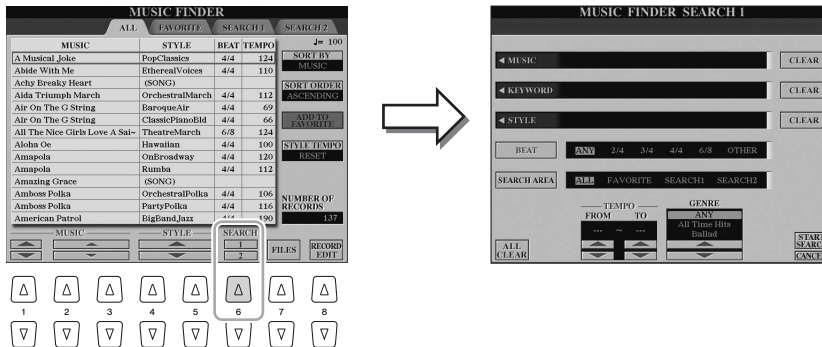 MUSIC FINDER
ALL FAVORITE SEARCH 1 SEARCH 2
MUSIC STYLE BEAT TEMPO
♩= 100
A Musical Joke PopClassics 4/4 124
Abide With Me EtherealVoices 4/4 110
Achy Breaky Heart (SONG)
Aida Triumph March OrchestralMarch 4/4 112
Air On The G String BaroqueAir 4/4 69
Air On The G String ClassicPianoBld 4/4 66
All The Nice Girls Love A Sai~ TheatreMarch 6/8 124
Aloha Oe Hawaiian 4/4 100
Amapola OnBroadway 4/4 120
Amapola Rumba 4/4 112
Amazing Grace (SONG)
Amboss Polka OrchestralPolka 4/4 106
Amboss Polka PartyPolka 4/4 116
American Patrol BigBandJazz 4/4 190
SORT BY
MUSIC
SORT ORDER
ASCENDING
ADD TO
FAVORITE
STYLE TEMPO
RESET
NUMBER OF
RECORDS
137
MUSIC STYLE SEARCH
1
2
FILES
RECORD
EDIT
1 2 3 4 5 6 7 8
MUSIC FINDER SEARCH 1
MUSIC CLEAR
KEYWORD CLEAR
STYLE CLEAR
BEAT ANY 2/4 3/4 4/4 6/8 OTHER
SEARCH AREA ALL FAVORITE SEARCH1 SEARCH2
TEMPO
FROM TO
--- ~ ---
GENRE
ANY
All Time Hits
Ballad
ALL
CLEAR
START
SEARC
CANCE